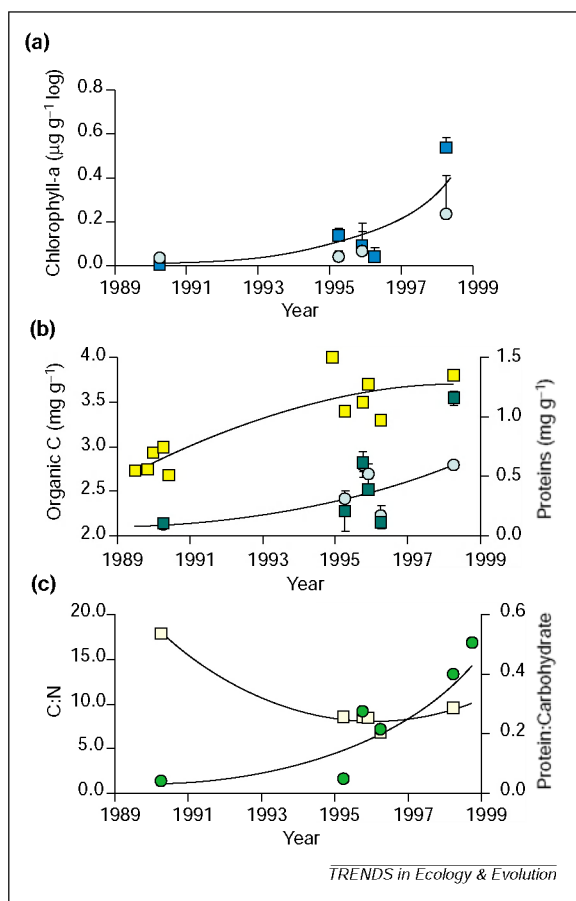 (a)
Chlorophyll-a (µg g⁻¹ log)
0.8
0.6
0.4
0.2
0.0
1989 1991 1993 1995 1997 1999
Year
(b)
Organic C (mg g⁻¹)
4.0
3.5
3.0
2.5
2.0
Proteins (mg g⁻¹)
1.5
1.0
0.5
0.0
1989 1991 1993 1995 1997 1999
Year
(c)
C:N
20.0
15.0
10.0
5.0
0.0
Protein:Carbohydrate
0.6
0.4
0.2
0.0
1989 1991 1993 1995 1997 1999
Year
TRENDS in Ecology & Evolution